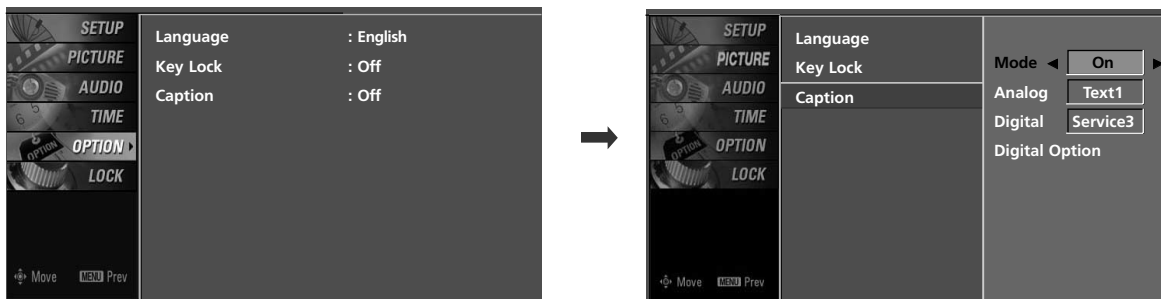 SETUP
PICTURE
AUDIO
TIME
OPTION
LOCK
Move MENU Prev
Language : English
Key Lock : Off
Caption : Off
SETUP
PICTURE
AUDIO
TIME
OPTION
LOCK
Move MENU Prev
Language
Key Lock
Caption
Mode ◀ On ▶
Analog Text1
Digital Service3
Digital Option